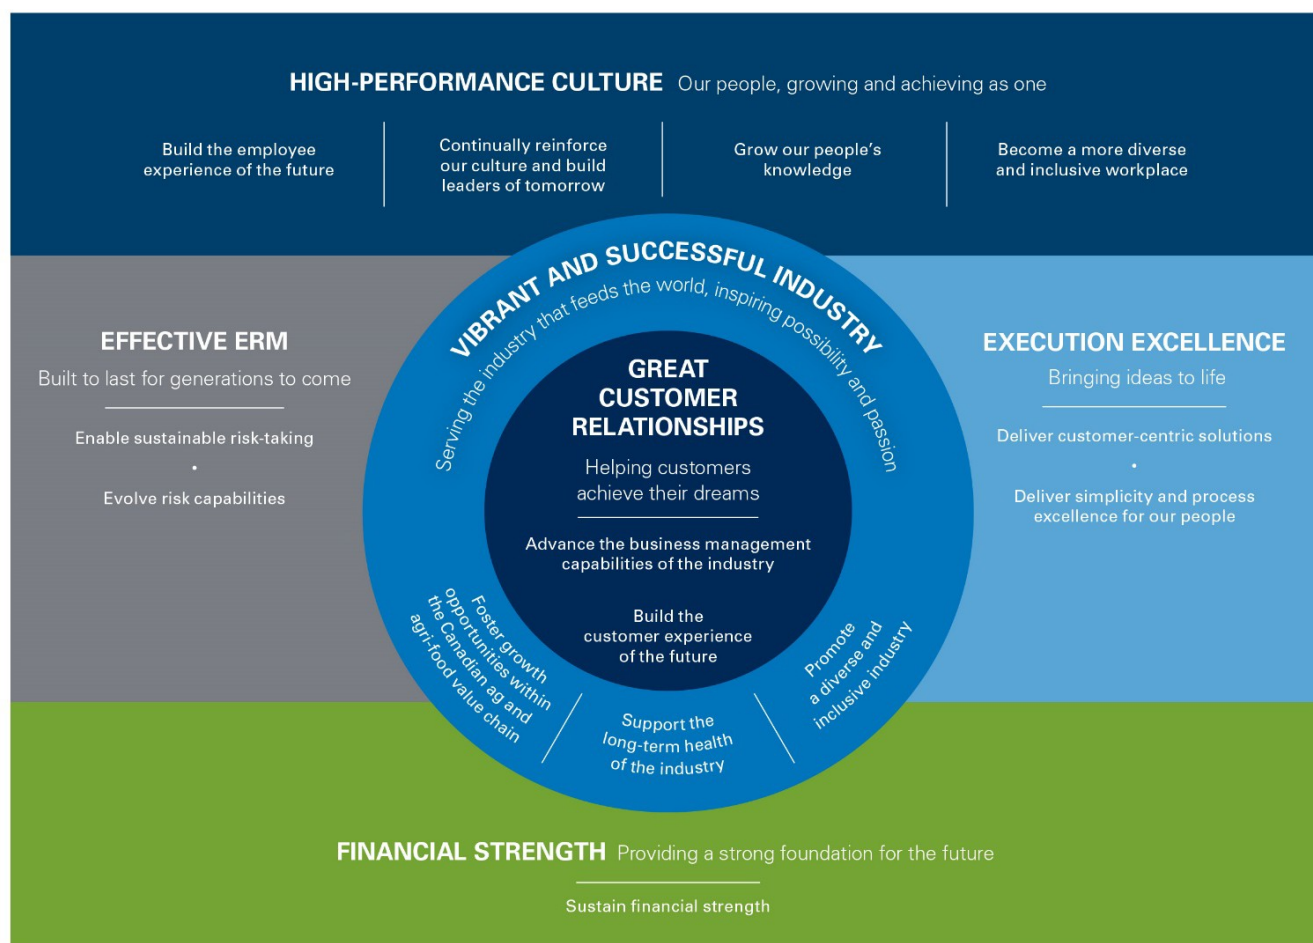 HIGH-PERFORMANCE CULTURE Our people, growing and achieving as one
Build the employee
experience of the future
Continually reinforce
our culture and build
leaders of tomorrow
Grow our people's
knowledge
Become a more diverse
and inclusive workplace
VIBRANT AND SUCCESSFUL INDUSTRY
Serving the industry that feeds the world, inspiring possibility and passion
EFFECTIVE ERM
Built to last for generations to come
Enable sustainable risk-taking
•
Evolve risk capabilities
GREAT
CUSTOMER
RELATIONSHIPS
Helping customers
achieve their dreams
Advance the business management
capabilities of the industry
Build the
customer experience
of the future
EXECUTION EXCELLENCE
Bringing ideas to life
Deliver customer-centric solutions
•
Deliver simplicity and process
excellence for our people
Foster growth
opportunities within
the Canadian ag and
agri-food value chain
Support the
long-term health
of the industry
Promote
a diverse and
inclusive industry
FINANCIAL STRENGTH Providing a strong foundation for the future
Sustain financial strength